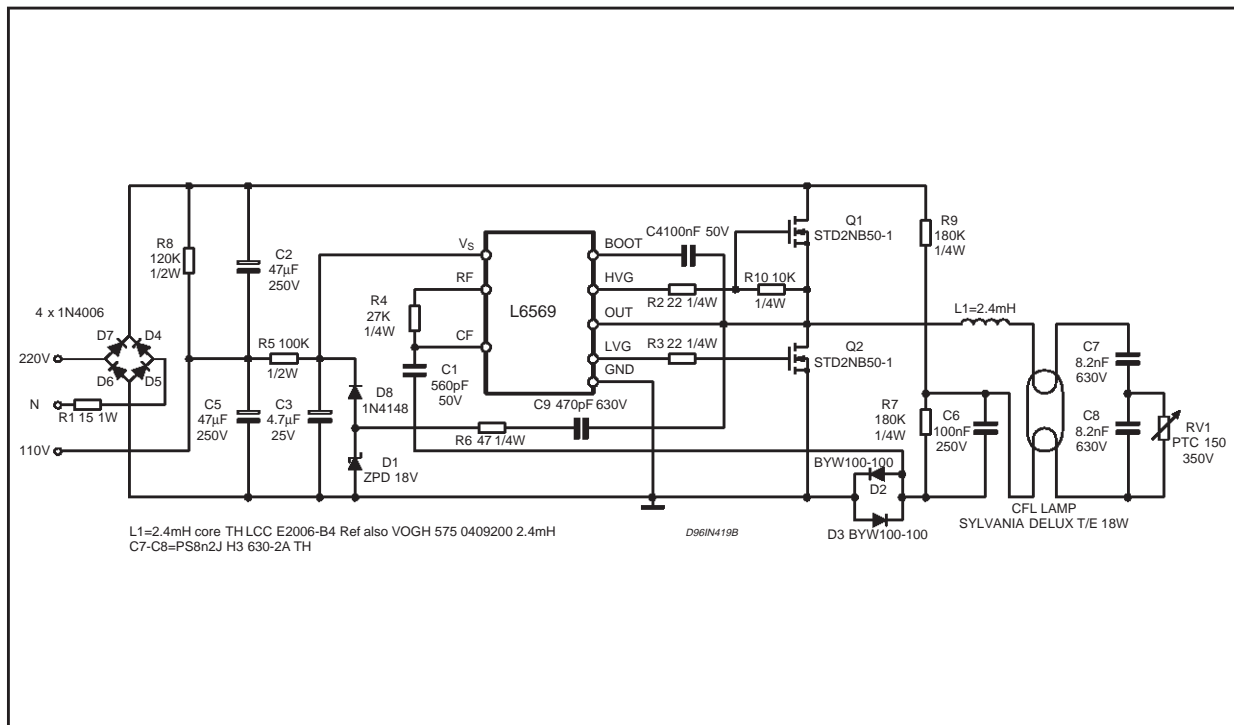 R8
120K
1/2W
C2
47µF
250V
4 x 1N4006
D7
D4
D6
D5
220V
N
R1 15 1W
110V
R5 100K
1/2W
C5
47µF
250V
C3
4.7µF
25V
VS
RF
CF
R4
27K
1/4W
C1
560pF
50V
D8
1N4148
D1
ZPD 18V
R6 47 1/4W
C9 470pF 630V
L6569
BOOT
HVG
OUT
LVG
GND
C4100nF 50V
R2 22 1/4W
R10 10K
1/4W
R3 22 1/4W
Q1
STD2NB50-1
Q2
STD2NB50-1
R9
180K
1/4W
L1=2.4mH
R7
180K
1/4W
C6
100nF
250V
BYW100-100
D2
D3 BYW100-100
C7
8.2nF
630V
C8
8.2nF
630V
RV1
PTC 150
350V
CFL LAMP
SYLVANIA DELUX T/E 18W
L1=2.4mH core TH LCC E2006-B4 Ref also VOGH 575 0409200 2.4mH
C7-C8=PS8n2J H3 630-2A TH
D96IN419B